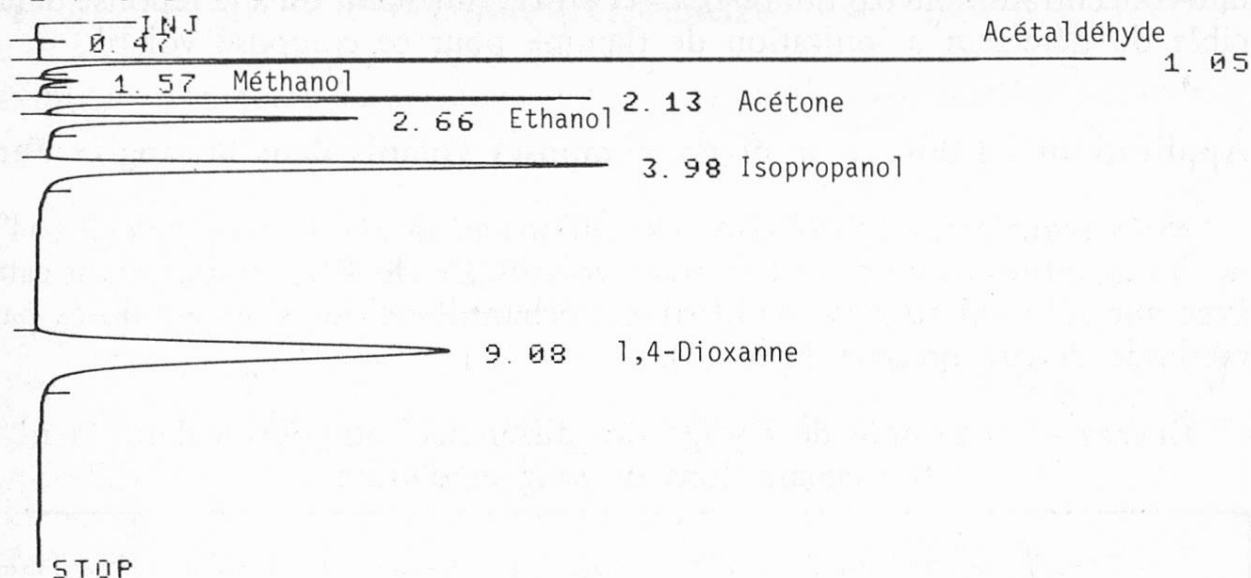 INJ
0.47
Acétaldéhyde
1.05
1.57 Méthanol
2.13 Acétone
2.66 Ethanol
3.98 Isopropanol
9.08 1,4-Dioxanne
STOP